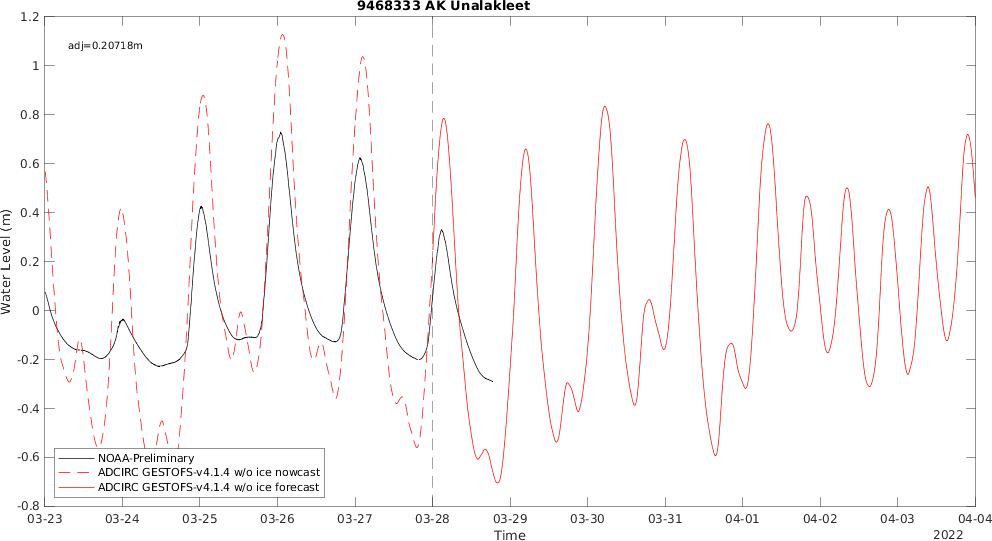 9468333 AK Unalakleet
adj=0.20718m
1.2
1
0.8
0.6
0.4
0.2
0
-0.2
-0.4
-0.6
-0.8
Water Level (m)
NOAA-Preliminary
ADCIRC GESTOFS-v4.1.4 w/o ice nowcast
ADCIRC GESTOFS-v4.1.4 w/o ice forecast
03-23 03-24 03-25 03-26 03-27 03-28 03-29 03-30 03-31 04-01 04-02 04-03 04-04
Time
2022